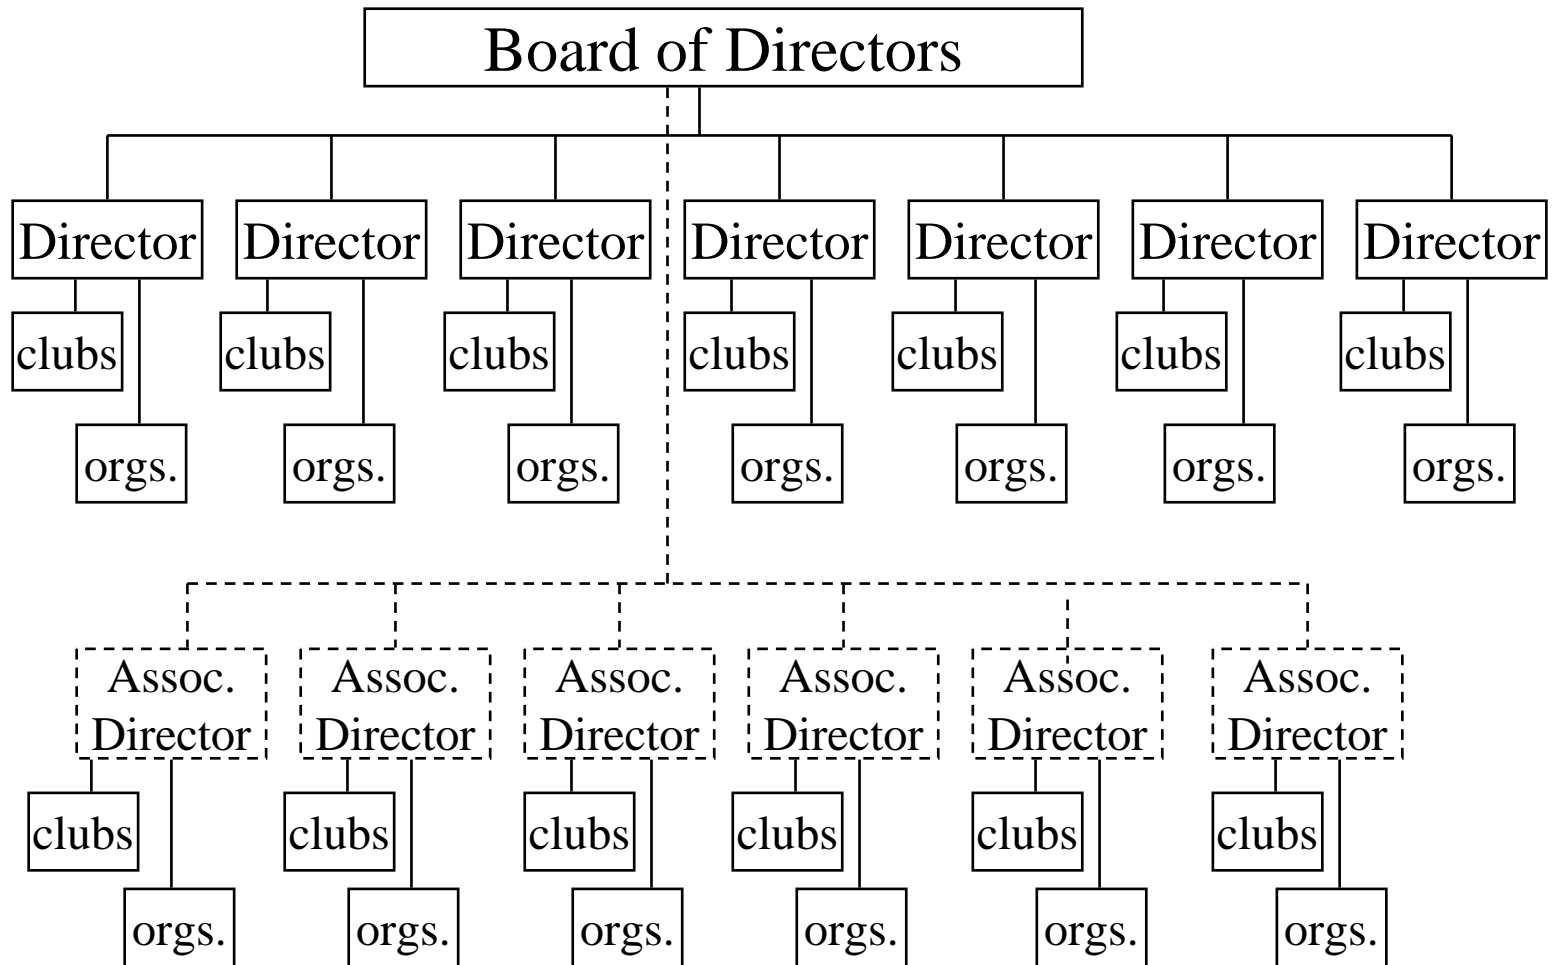 Board of Directors
Director Director Director Director Director Director Director
clubs clubs clubs clubs clubs clubs clubs
orgs. orgs. orgs. orgs. orgs. orgs. orgs.
Assoc. Assoc. Assoc. Assoc. Assoc. Assoc.
Director Director Director Director Director Director
clubs clubs clubs clubs clubs clubs
orgs. orgs. orgs. orgs. orgs. orgs.